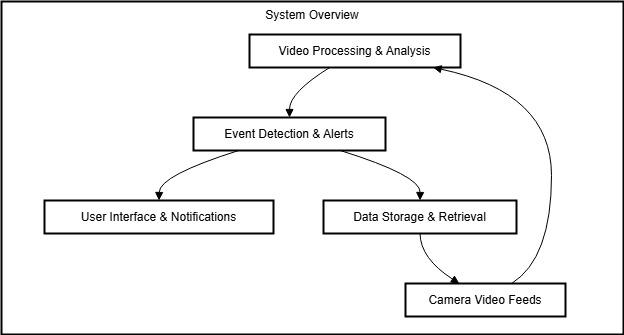 System Overview
Video Processing & Analysis
Event Detection & Alerts
User Interface & Notifications
Data Storage & Retrieval
Camera Video Feeds